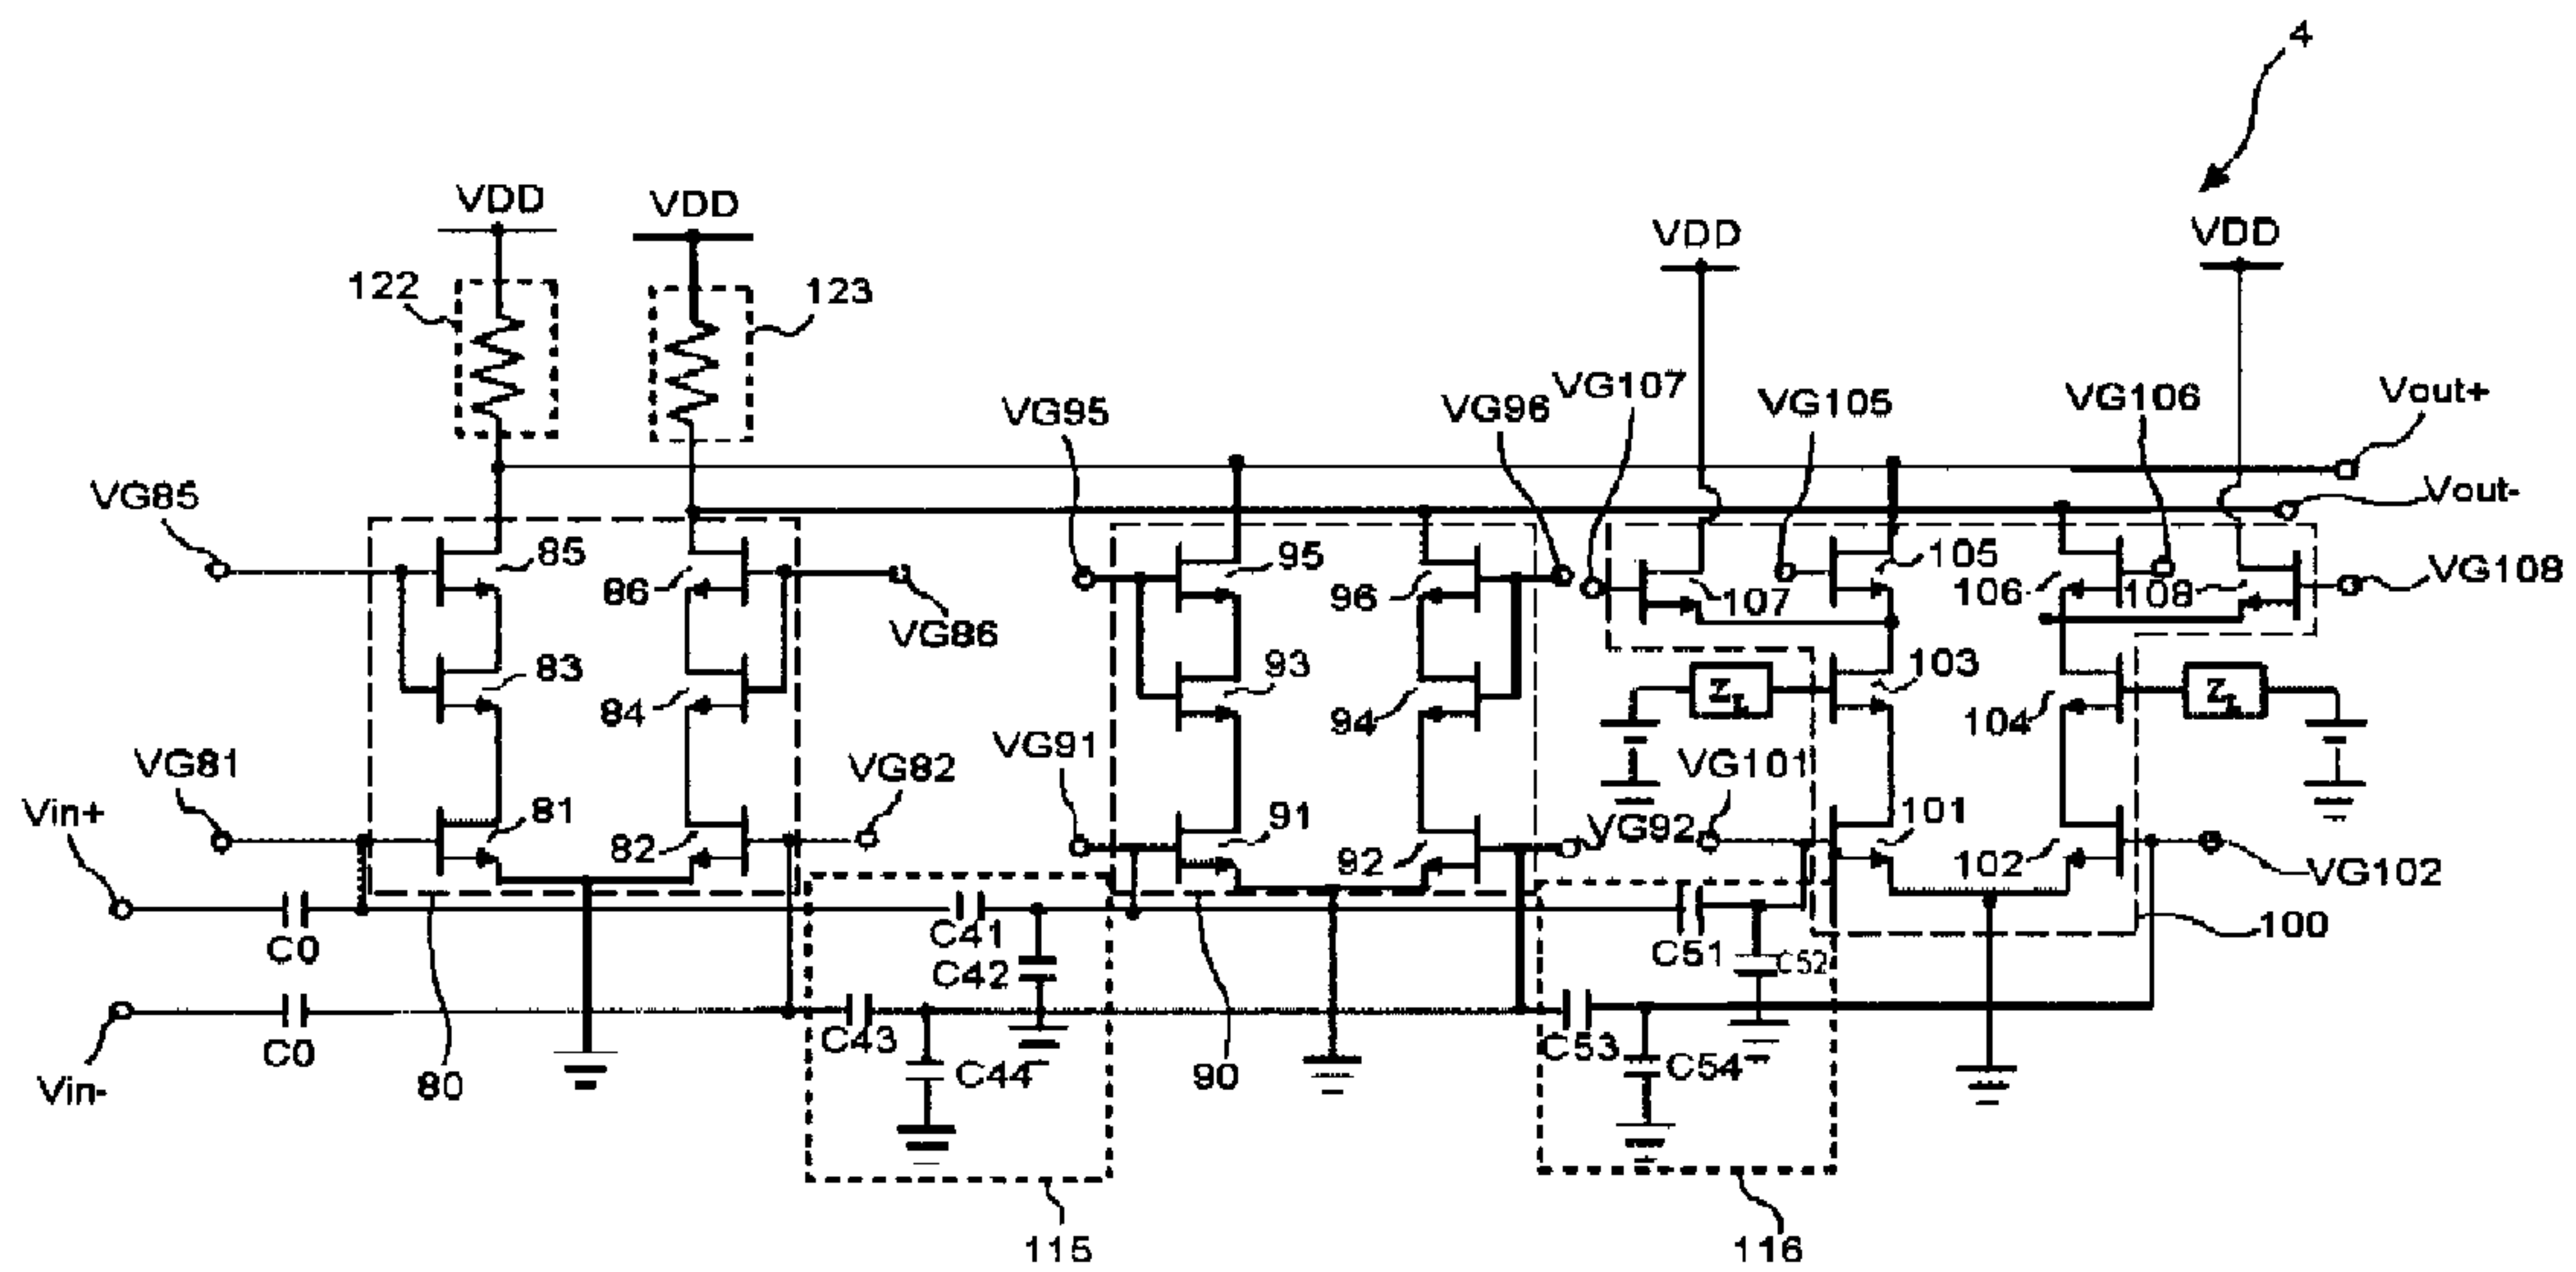 4
VDD
VDD
VDD
VDD
122
123
VG95
VG96
VG107
VG105
VG106
Vout+
Vout-
VG85
85
86
VG86
95
96
107
105
106
108
VG108
83
84
93
94
ZL
103
104
ZL
VG81
VG82
VG91
VG92
VG101
Vin+
81
82
91
92
101
102
VG102
C0
C41
C42
C51
C52
100
C0
C43
C44
C53
C54
Vin-
80
90
115
116